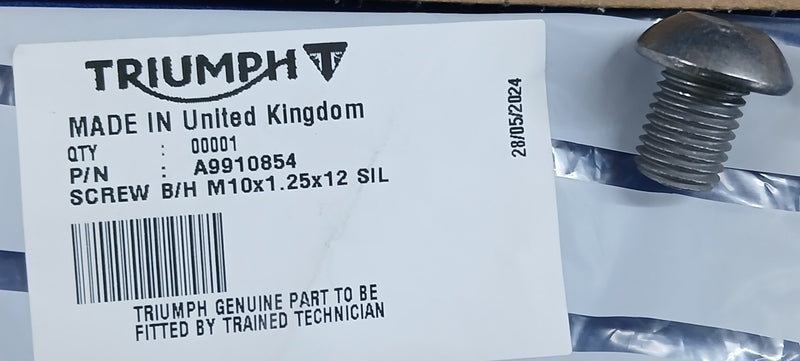 TRIUMPH
MADE IN United Kingdom
QTY : 00001
P/N : A9910854
SCREW B/H M10x1.25x12 SIL
TRIUMPH GENUINE PART TO BE
FITTED BY TRAINED TECHNICIAN
28/05/2024